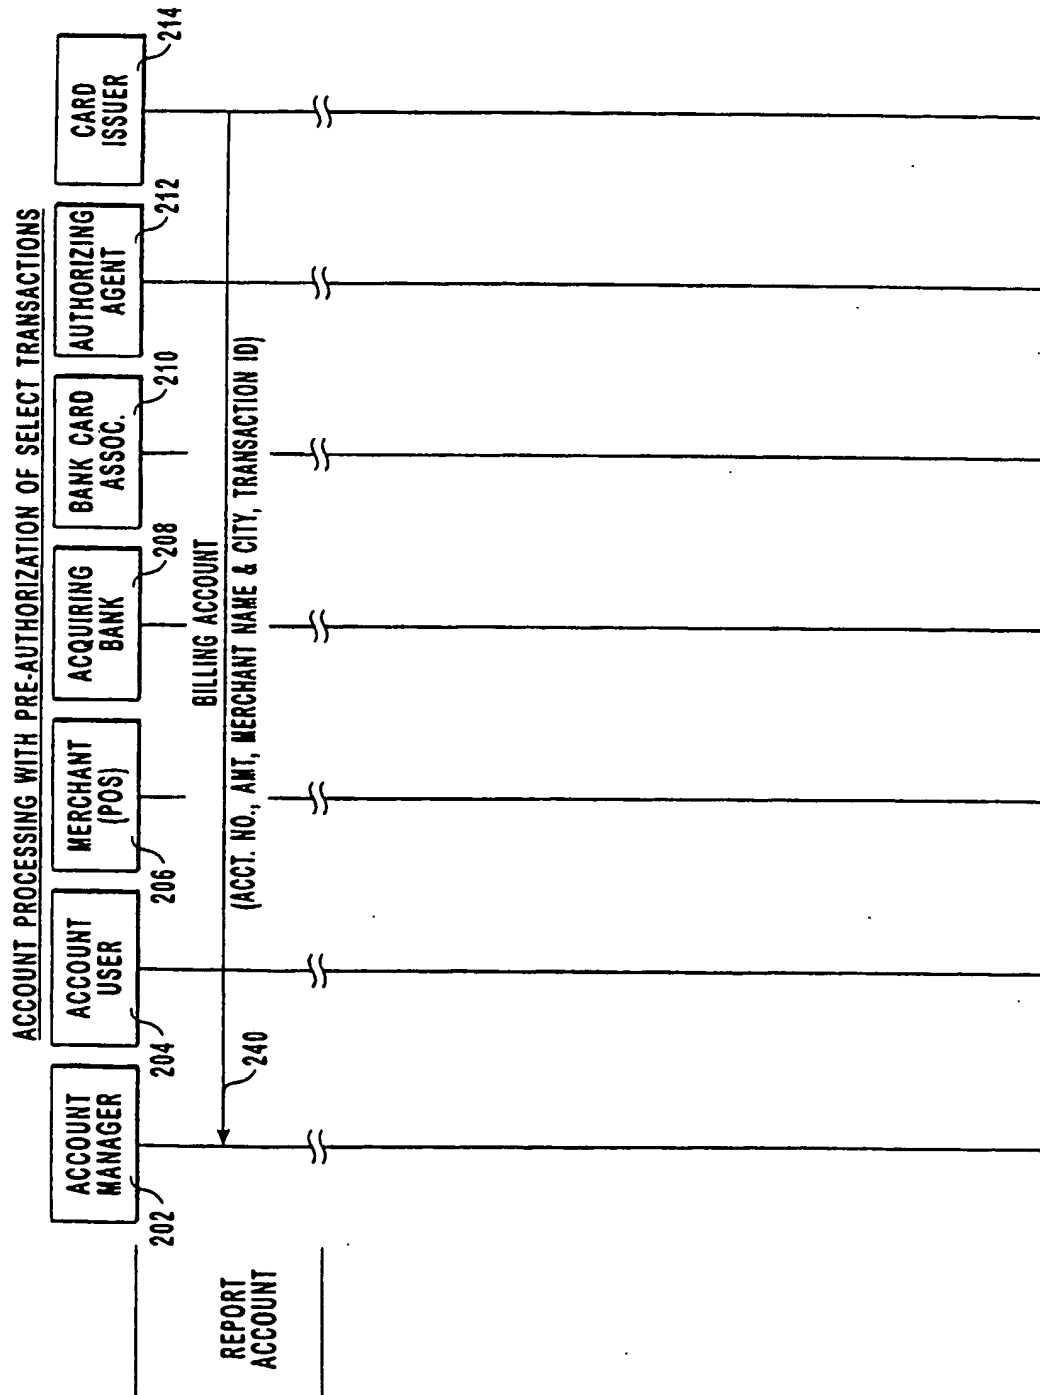 ACCOUNT PROCESSING WITH PRE-AUTHORIZATION OF SELECT TRANSACTIONS
ACCOUNT
MANAGER
202
ACCOUNT
USER
204
MERCHANT
(POS)
206
ACQUIRING
BANK
208
BANK CARD
ASSOC.
210
AUTHORIZING
AGENT
212
CARD
ISSUER
214
REPORT
ACCOUNT
BILLING ACCOUNT
(ACCT. NO., AMT, MERCHANT NAME & CITY, TRANSACTION ID)
240